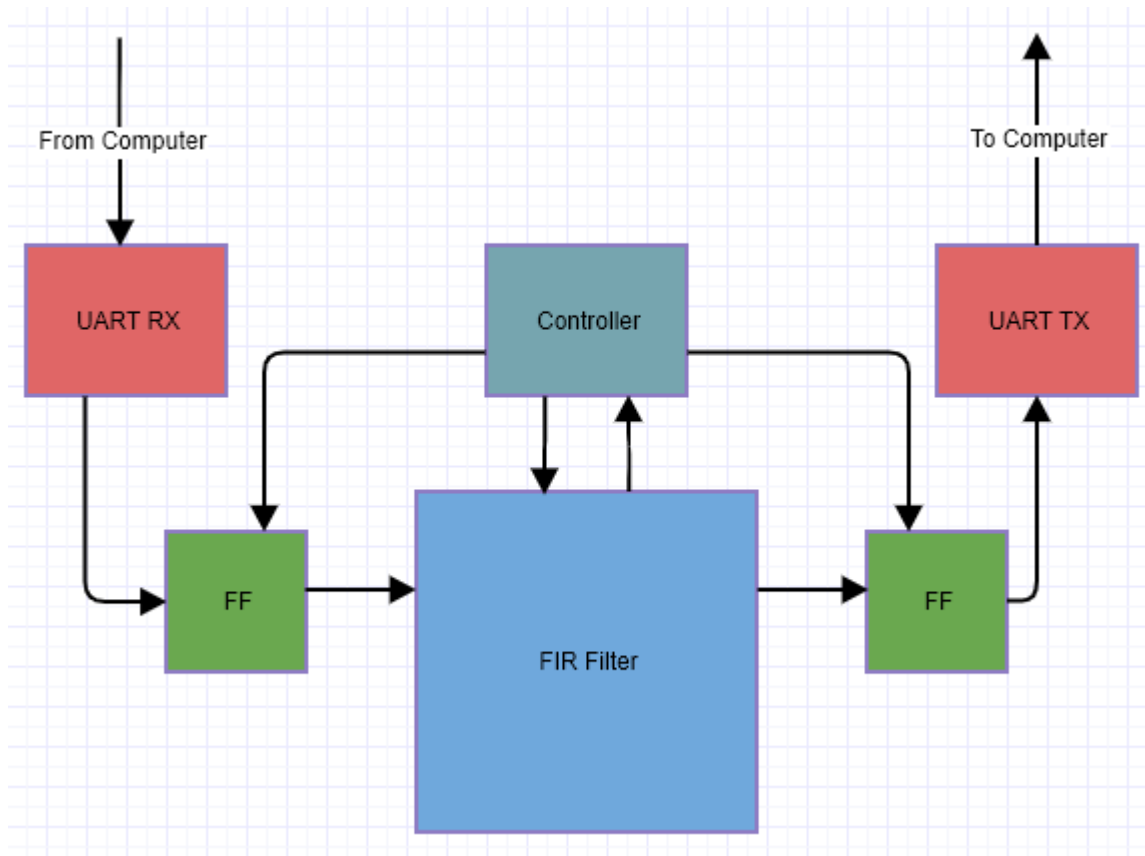 From Computer
To Computer
UART RX
Controller
UART TX
FF
FF
FIR Filter